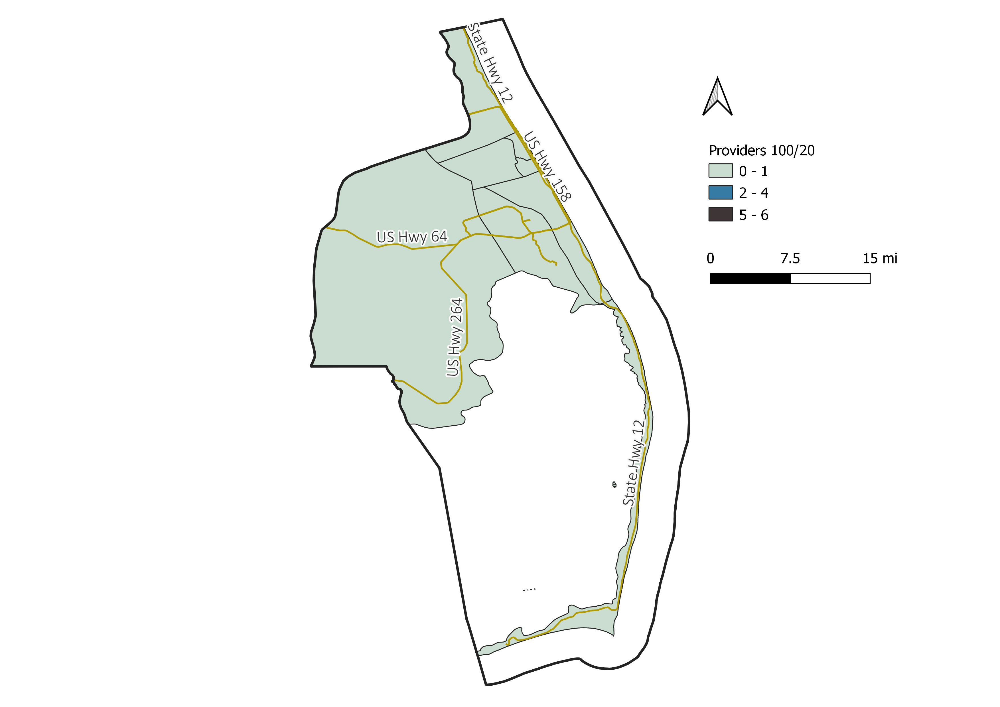 State Hwy 12
US Hwy 158
Providers 100/20
0 - 1
2 - 4
5 - 6
US Hwy 64
0 7.5 15 mi
US Hwy 264
State Hwy 12